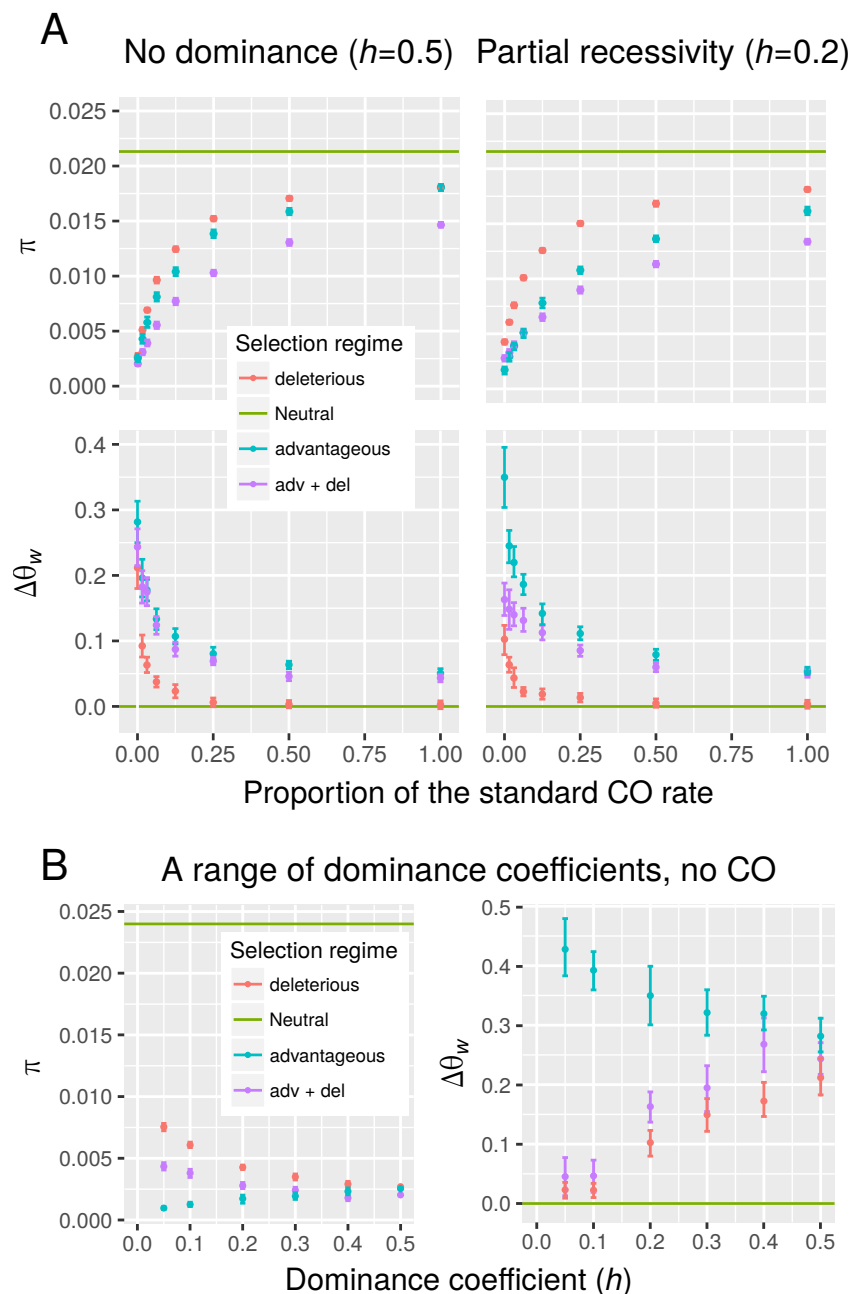 A
No dominance (h=0.5)
Partial recessivity (h=0.2)
0.025
0.020
0.015
0.010
0.005
0.000
π
Selection regime
deleterious
Neutral
advantageous
adv + del
0.4
0.3
0.2
0.1
0.0
Δθw
0.00 0.25 0.50 0.75 1.00
0.00 0.25 0.50 0.75 1.00
Proportion of the standard CO rate
B
A range of dominance coefficients, no CO
0.025
0.020
0.015
0.010
0.005
0.000
π
Selection regime
deleterious
Neutral
advantageous
adv + del
0.0 0.1 0.2 0.3 0.4 0.5
0.5
0.4
0.3
0.2
0.1
0.0
Δθw
0.0 0.1 0.2 0.3 0.4 0.5
Dominance coefficient (h)